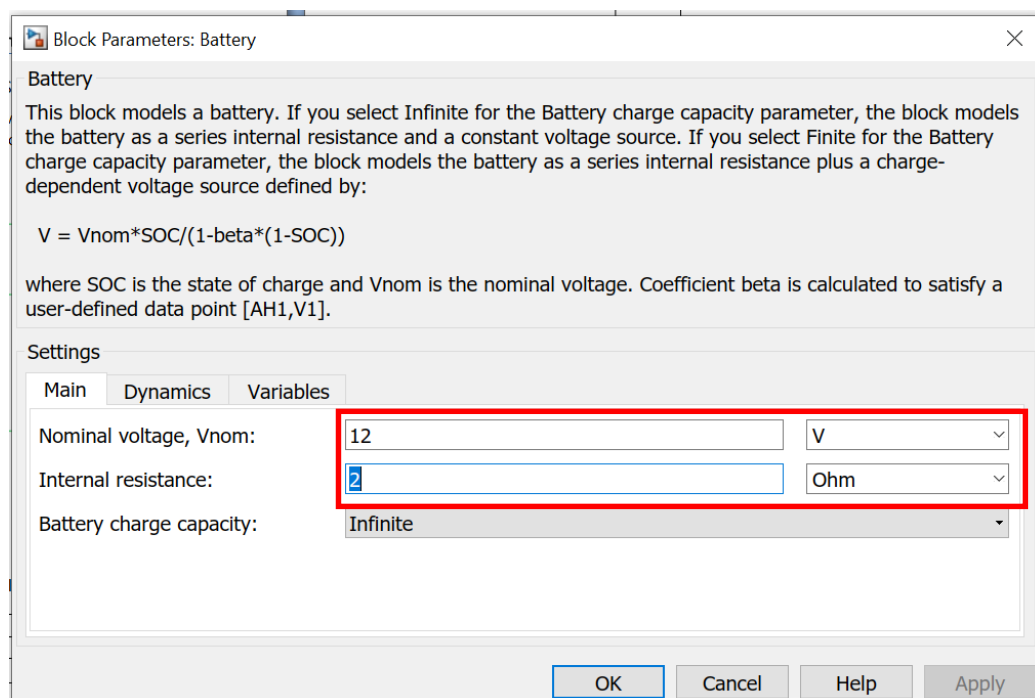 Block Parameters: Battery
Battery
This block models a battery. If you select Infinite for the Battery charge capacity parameter, the block models
the battery as a series internal resistance and a constant voltage source. If you select Finite for the Battery
charge capacity parameter, the block models the battery as a series internal resistance plus a charge-
dependent voltage source defined by:
V = Vnom*SOC/(1-beta*(1-SOC))
where SOC is the state of charge and Vnom is the nominal voltage. Coefficient beta is calculated to satisfy a
user-defined data point [AH1,V1].
Settings
Main Dynamics Variables
Nominal voltage, Vnom: 12 V
Internal resistance: 2 Ohm
Battery charge capacity: Infinite
OK Cancel Help Apply